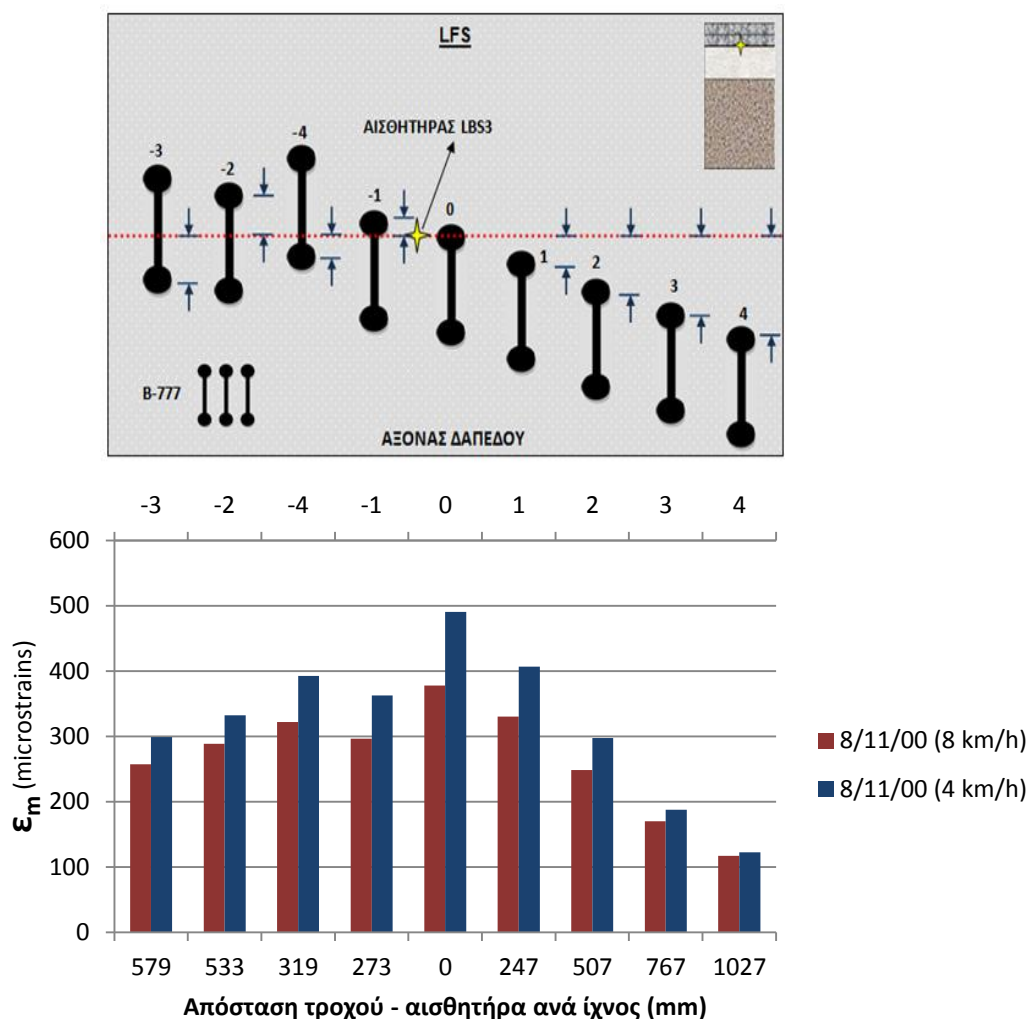 LFS
ΑΙΣΘΗΤΗΡΑΣ LBS3
-3
-2
-4
-1
0
1
2
3
4
B-777
ΑΞΟΝΑΣ ΔΑΠΕΔΟΥ
-3 -2 -4 -1 0 1 2 3 4
600
500
400
300
200
100
0
εm (microstrains)
8/11/00 (8 km/h)
8/11/00 (4 km/h)
579 533 319 273 0 247 507 767 1027
Απόσταση τροχού - αισθητήρα ανά ίχνος (mm)